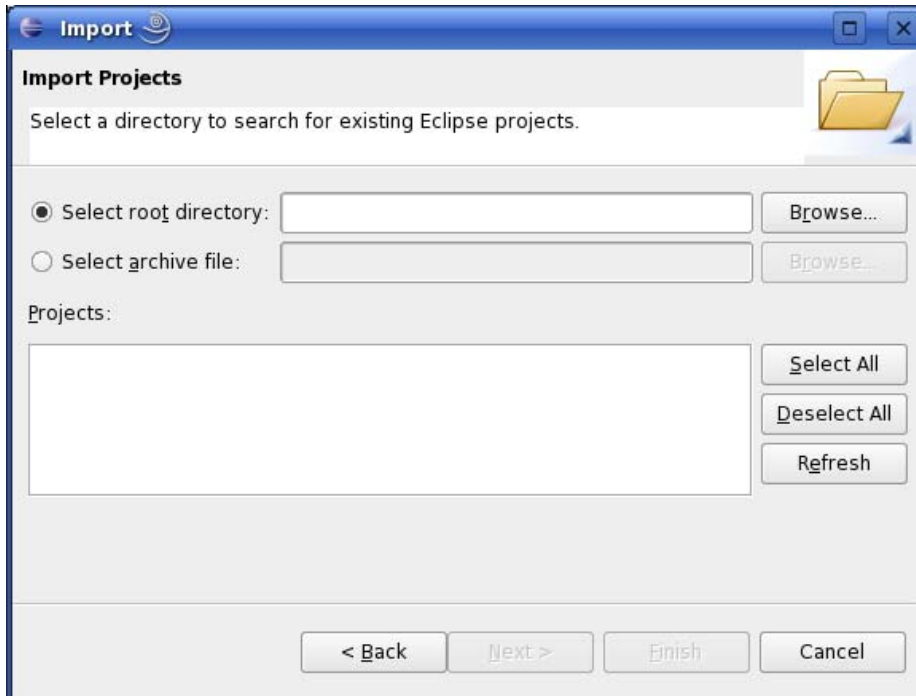 Import
Import Projects
Select a directory to search for existing Eclipse projects.
Select root directory:
Browse...
Select archive file:
Browse...
Projects:
Select All
Deselect All
Refresh
< Back
Next >
Finish
Cancel